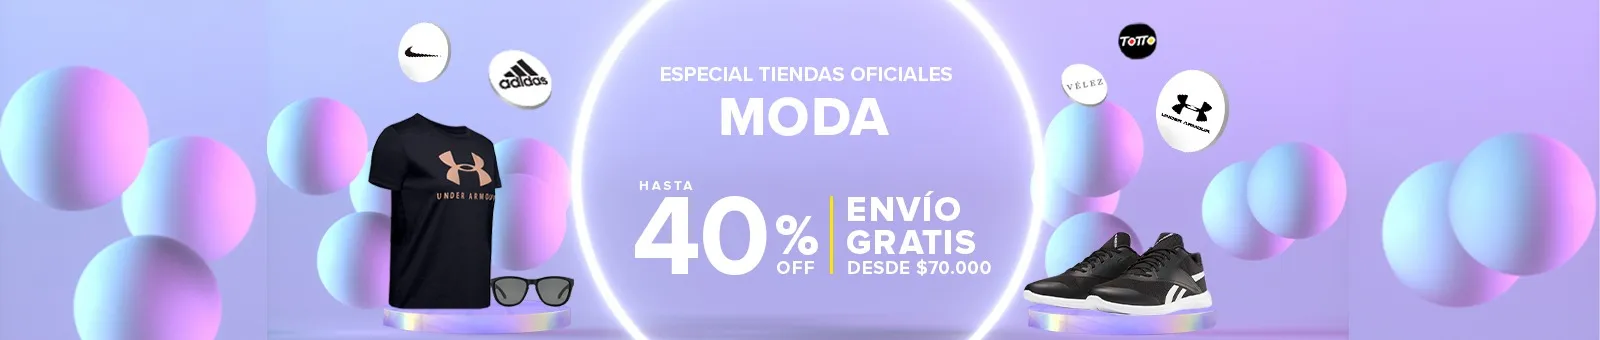 adidas
UNDER ARMOUR
ESPECIAL TIENDAS OFICIALES
MODA
HASTA
40% OFF
ENVÍO
GRATIS
DESDE $70.000
TOTTO
VÉLEZ
UNDER ARMOUR